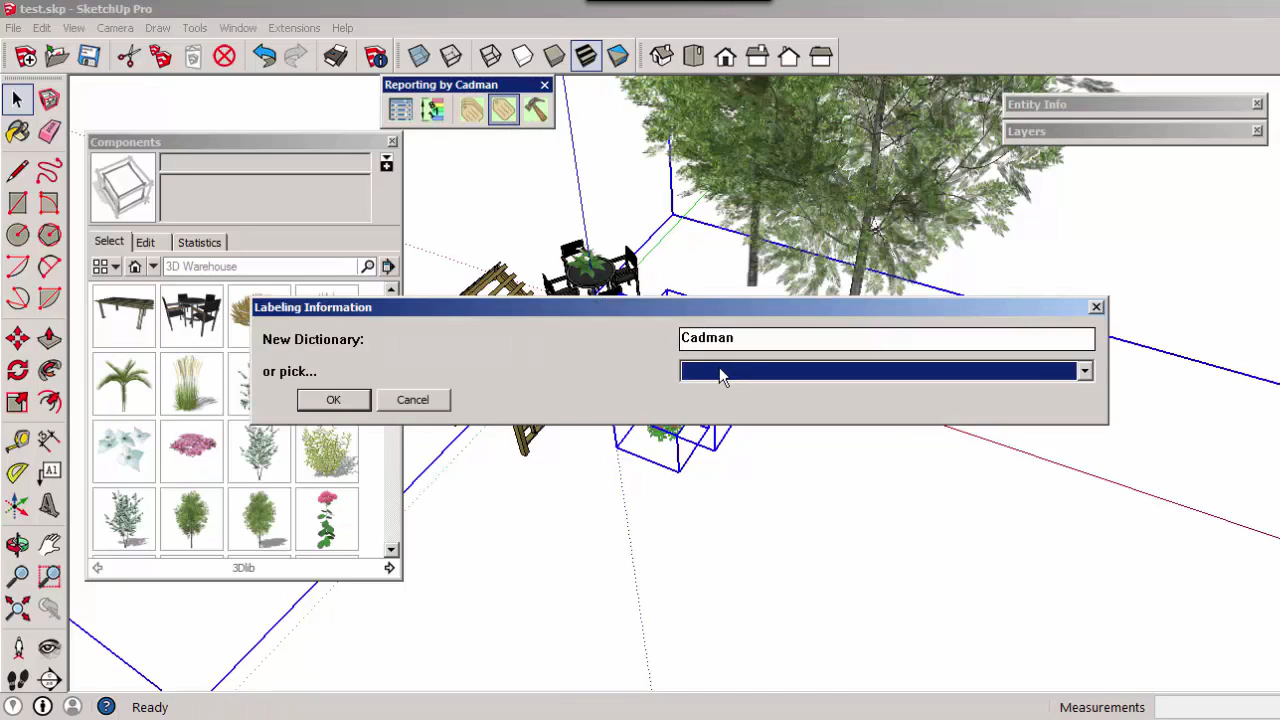 test.skp - SketchUp Pro
File Edit View Camera Draw Tools Window Extensions Help
Reporting by Cadman
Entity Info
Layers
Components
Select Edit Statistics
3D Warehouse
Labeling Information
New Dictionary: Cadman
or pick...
OK Cancel
A1
3Dlib
Ready Measurements